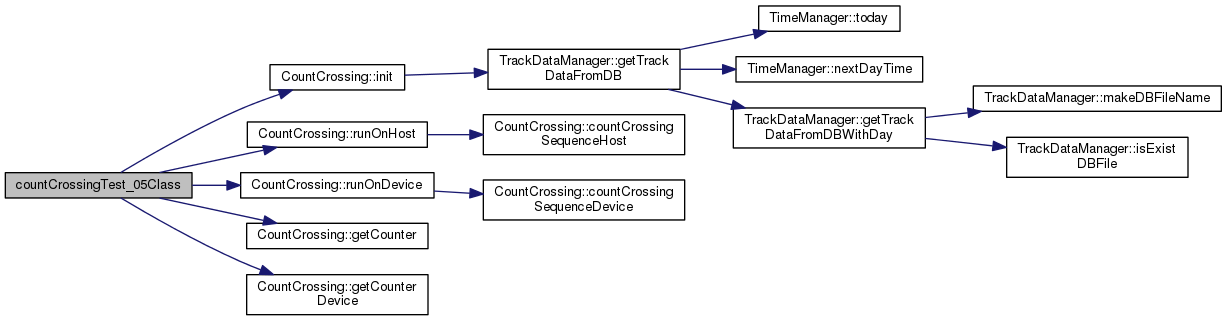 countCrossingTest_05Class
CountCrossing::init
CountCrossing::runOnHost
CountCrossing::runOnDevice
CountCrossing::getCounter
CountCrossing::getCounter
Device
TrackDataManager::getTrack
DataFromDB
CountCrossing::countCrossing
SequenceHost
CountCrossing::countCrossing
SequenceDevice
TimeManager::today
TimeManager::nextDayTime
TrackDataManager::getTrack
DataFromDBWithDay
TrackDataManager::makeDBFileName
TrackDataManager::isExist
DBFile